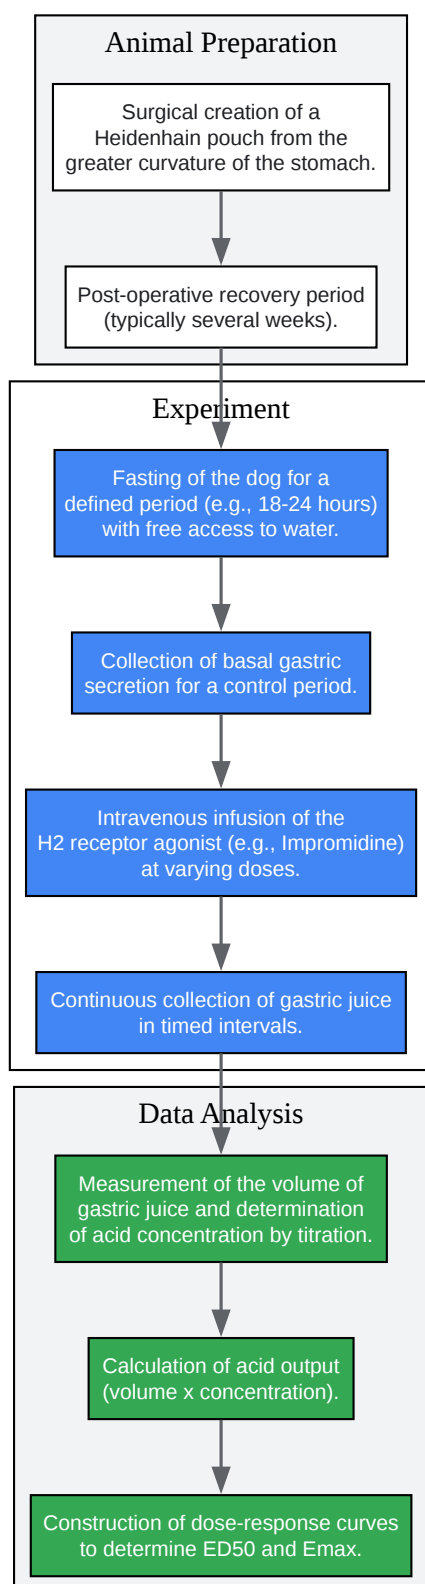 Animal Preparation
Surgical creation of a
Heidenhain pouch from the
greater curvature of the stomach.
Post-operative recovery period
(typically several weeks).
Experiment
Fasting of the dog for a
defined period (e.g., 18-24 hours)
with free access to water.
Collection of basal gastric
secretion for a control period.
Intravenous infusion of the
H2 receptor agonist (e.g., Impromidine)
at varying doses.
Continuous collection of gastric juice
in timed intervals.
Data Analysis
Measurement of the volume of
gastric juice and determination
of acid concentration by titration.
Calculation of acid output
(volume x concentration).
Construction of dose-response curves
to determine ED50 and Emax.